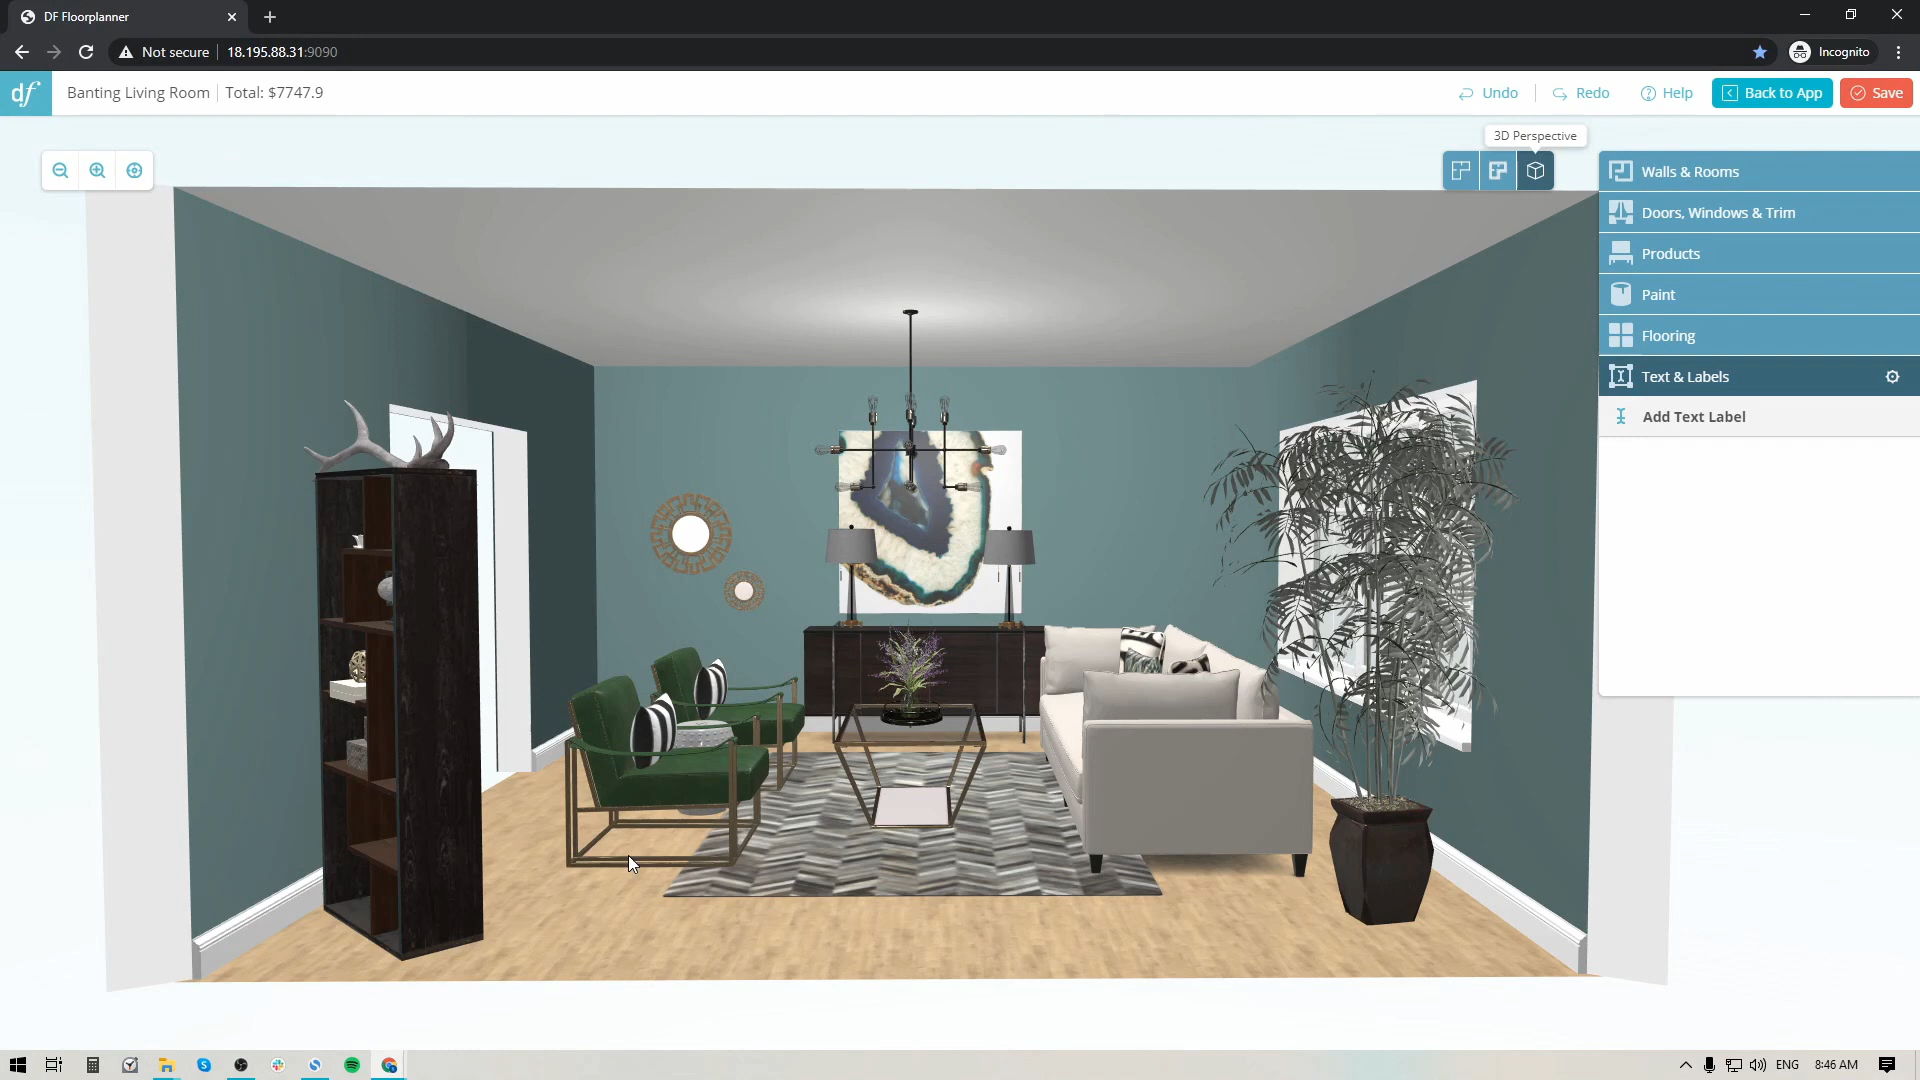 DF Floorplanner
Not secure
18.195.88.31:9090
Incognito
df
Banting Living Room
Total: $7747.9
Undo
Redo
Help
Back to App
Save
3D Perspective
Walls & Rooms
Doors, Windows & Trim
Products
Paint
Flooring
Text & Labels
Add Text Label
ENG
8:46 AM